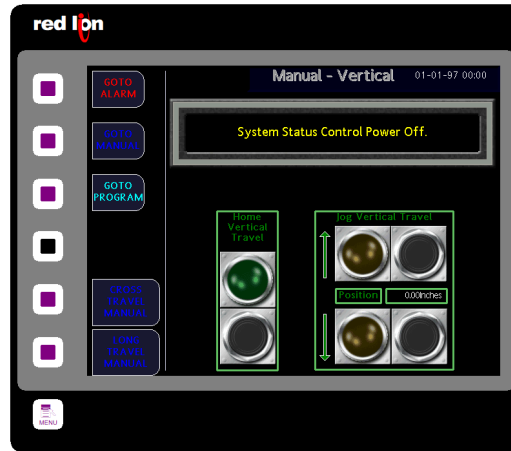 red lion
Manual - Vertical 01-01-97 00:00
GOTO
ALARM
System Status Control Power Off.
GOTO
MANUAL
GOTO
PROGRAM
Home
Vertical
Travel
Jog Vertical Travel
Position 0.00Inches
CROSS
TRAVEL
MANUAL
LONG
TRAVEL
MANUAL
MENU